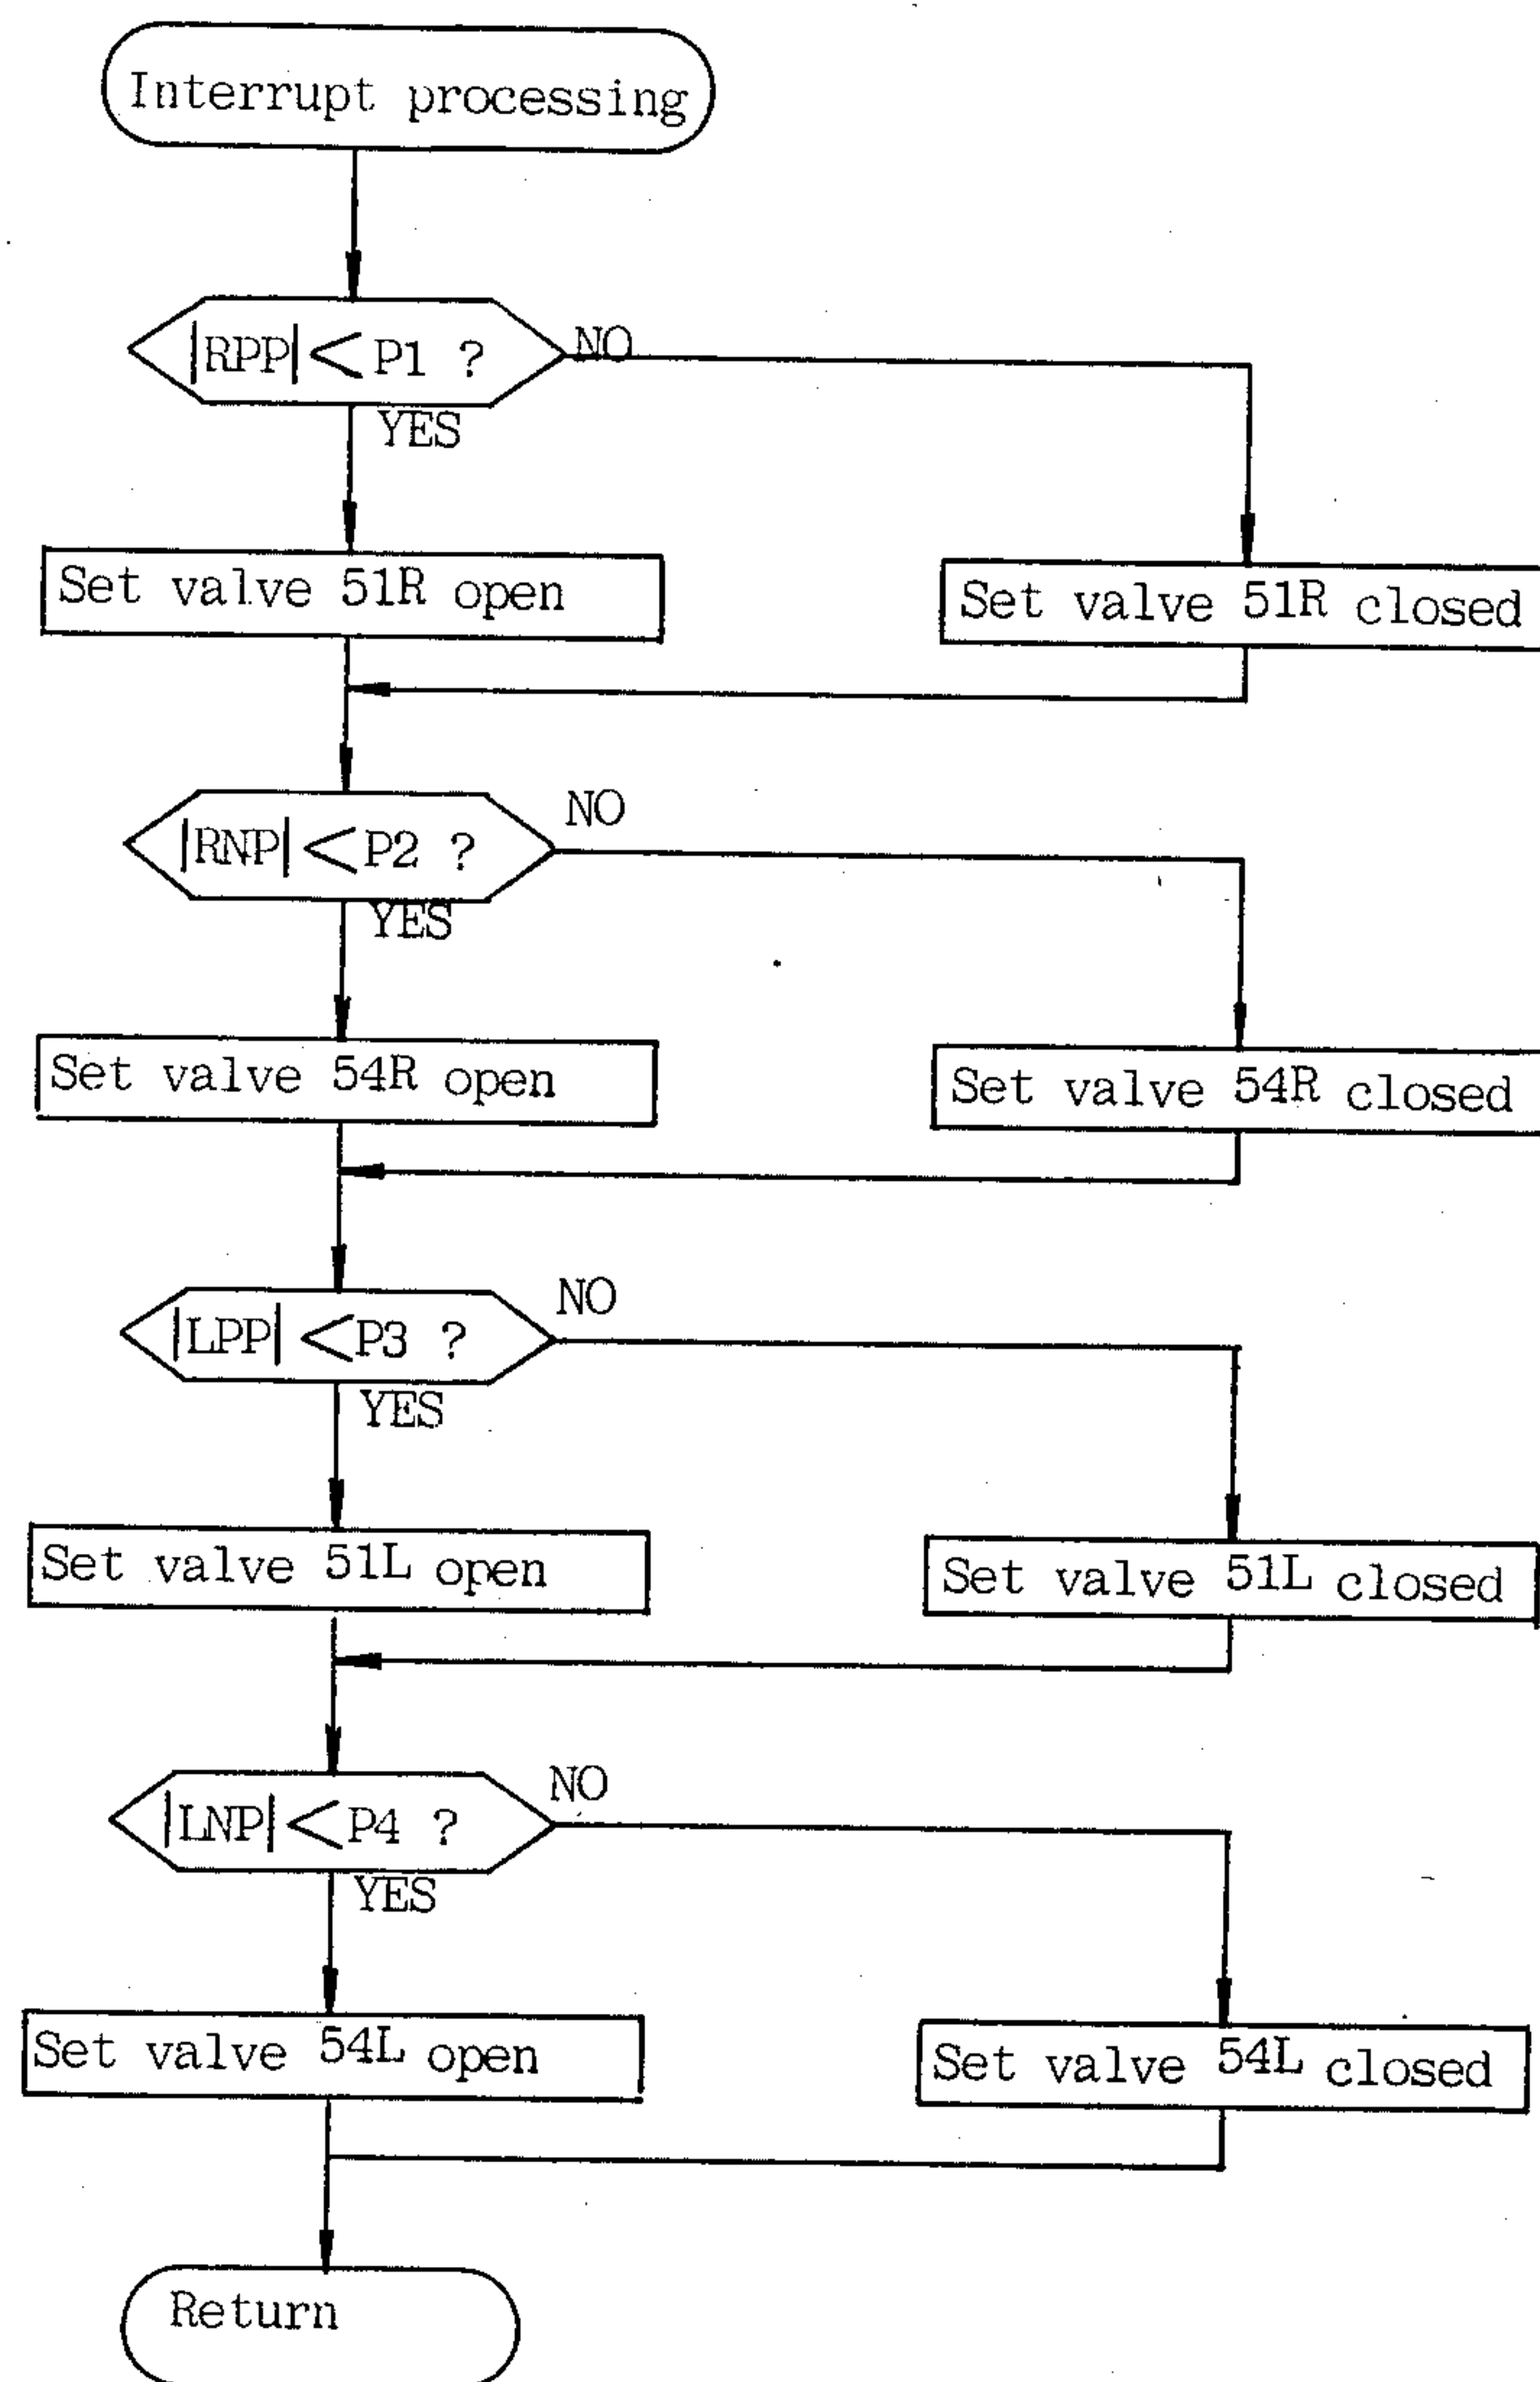 Interrupt processing
|RPP| < P1 ?
NO
YES
Set valve 51R open
Set valve 51R closed
|RNP| < P2 ?
NO
YES
Set valve 54R open
Set valve 54R closed
|LPP| < P3 ?
NO
YES
Set valve 51L open
Set valve 51L closed
|LNP| < P4 ?
NO
YES
Set valve 54L open
Set valve 54L closed
Return